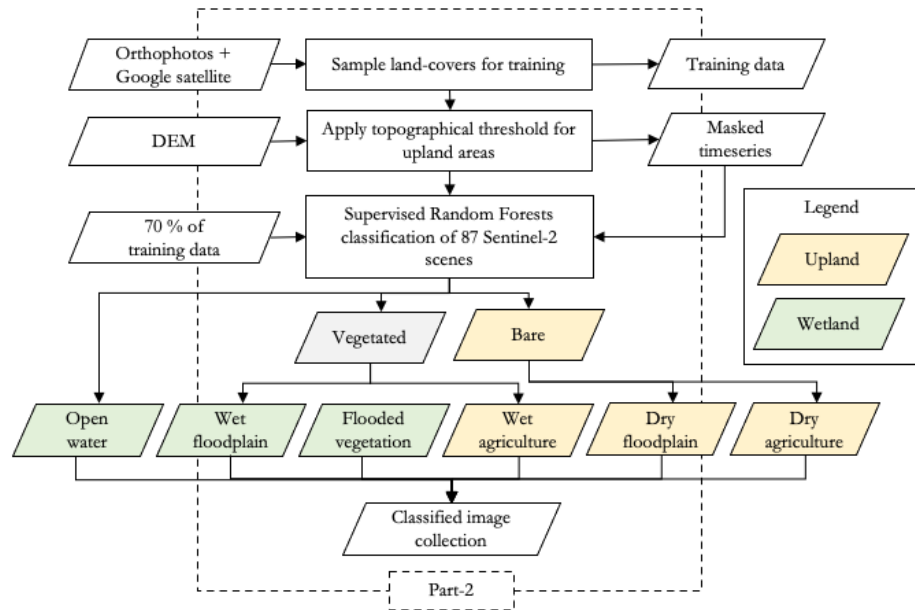 Orthophotos +
Google satellite
Sample land-covers for training
Training data
DEM
Apply topographical threshold for
upland areas
Masked
timeseries
70 % of
training data
Supervised Random Forests
classification of 87 Sentinel-2
scenes
Legend
Upland
Wetland
Vegetated
Bare
Open
water
Wet
floodplain
Flooded
vegetation
Wet
agriculture
Dry
floodplain
Dry
agriculture
Classified image
collection
Part-2